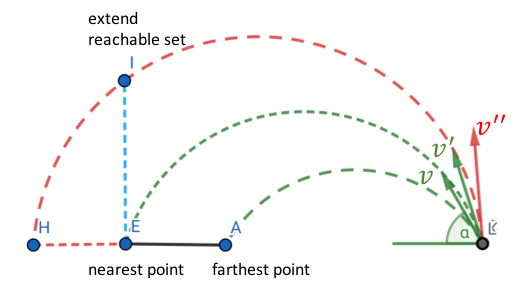 extend
reachable set
I
v''
v'
v
H
E
A
α
nearest point
farthest point